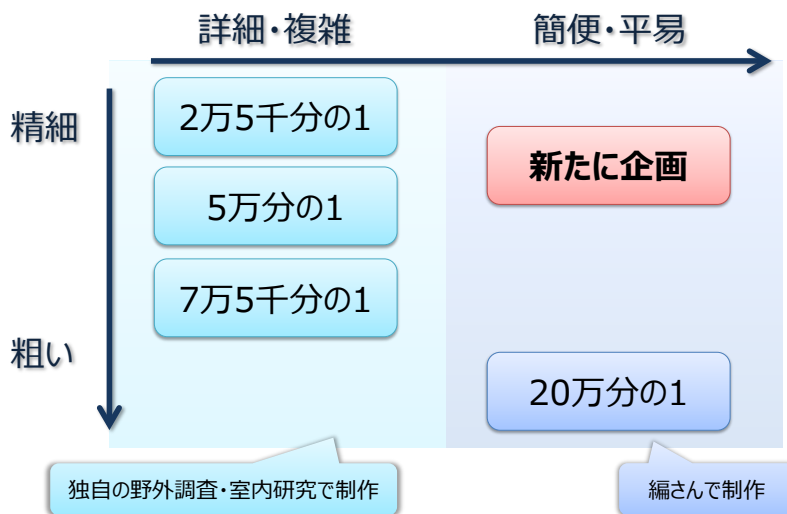 詳細・複雑
簡便・平易
精細
2万5千分の1
新たに企画
5万分の1
7万5千分の1
粗い
20万分の1
独自の野外調査・室内研究で制作
編さんで制作